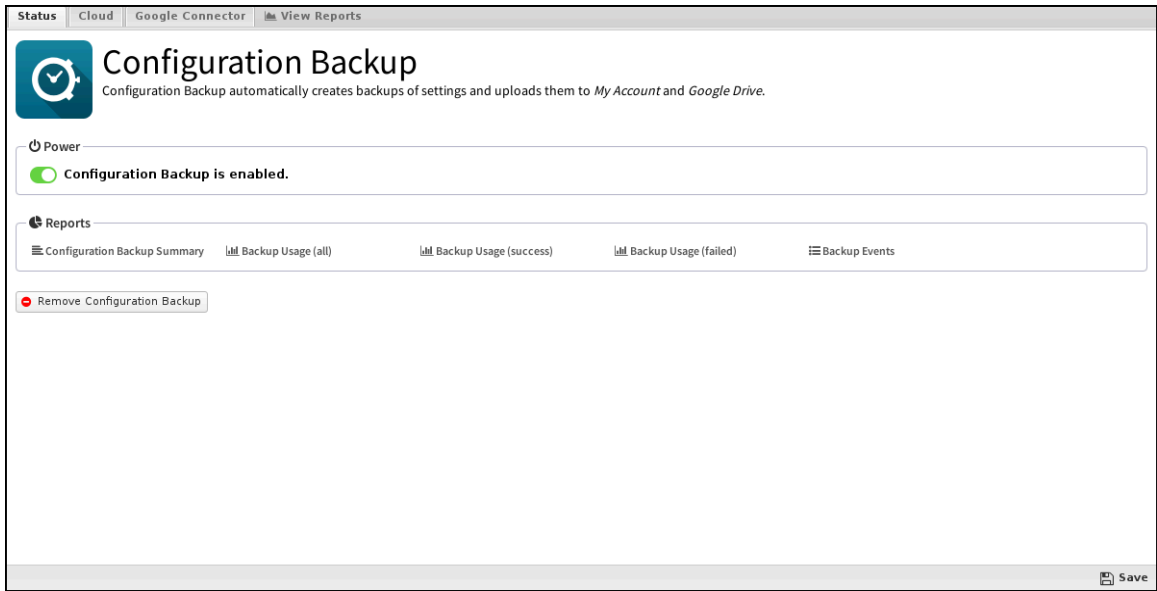 Status Cloud Google Connector View Reports
Configuration Backup
Configuration Backup automatically creates backups of settings and uploads them to My Account and Google Drive.
Power
Configuration Backup is enabled.
Reports
Configuration Backup Summary Backup Usage (all) Backup Usage (success) Backup Usage (failed) Backup Events
Remove Configuration Backup
Save